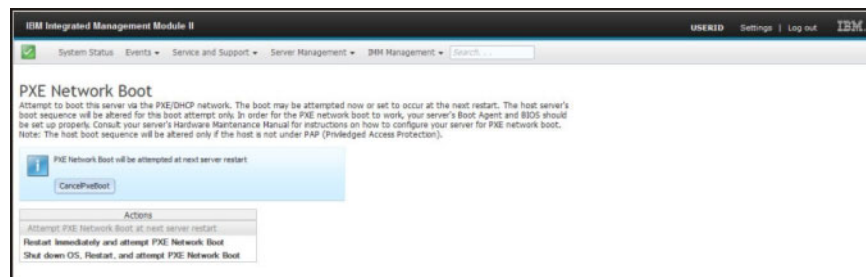 IBM Integrated Management Module II
USERID Settings | Log out IBM.
System Status Events Service and Support Server Management IMM Management Search...
PXE Network Boot
Attempt to boot this server via the PXE/DHCP network. The boot may be attempted now or set to occur at the next restart. The host server's
boot sequence will be altered for this boot attempt only. In order for the PXE network boot to work, your server's Boot Agent and BIOS should
be set up properly. Consult your server's Hardware Maintenance Manual for instructions on how to configure your server for PXE network boot.
Note: The host boot sequence will be altered only if the host is not under PAP (Priviledged Access Protection).
i
PXE Network Boot will be attempted at next server restart
CancelPxeBoot
Actions
Attempt PXE Network Boot at next server restart
Restart Immediately and attempt PXE Network Boot
Shut down OS, Restart, and attempt PXE Network Boot